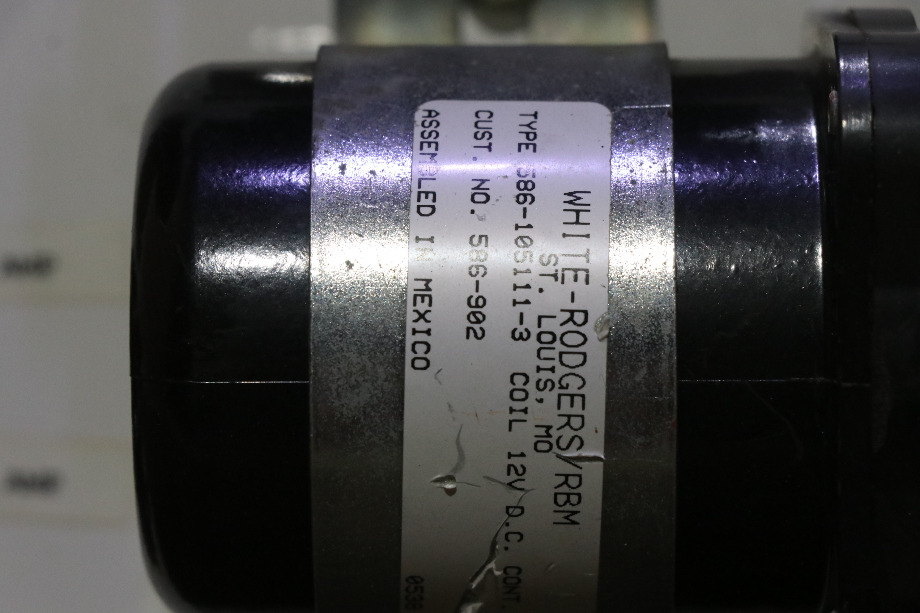 WHITE-RODGERS/RBM
ST. LOUIS, MO
TYPE 586-105111-3 COIL 12V D.C. CONT.
CUST. NO. 586-902
ASSEMBLED IN MEXICO 0538